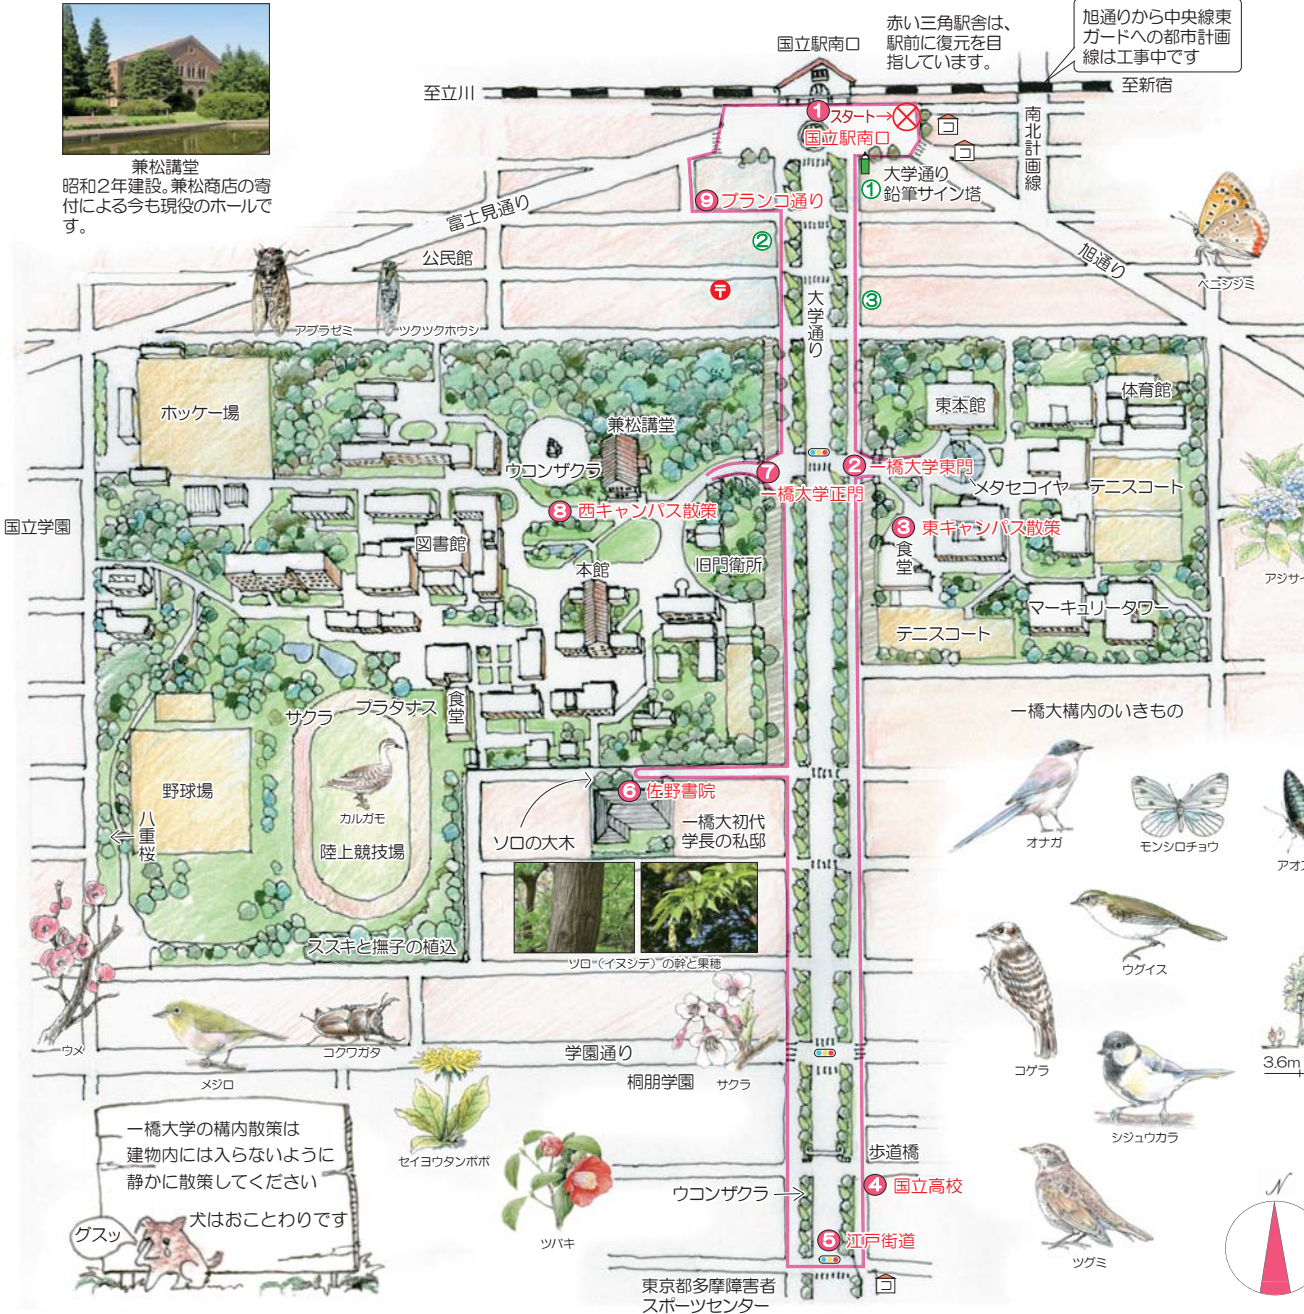 兼松講堂
昭和2年建設。兼松商店の寄
付による今も現役のホールで
す。
国立駅南口
赤い三角駅舎は、
駅前に復元を目
指しています。
旭通りから中央線東
ガードへの都市計画
線は工事中です
至立川
至新宿
①スタート→
国立駅南口
コ
コ
南北計画線
大学通り
①鉛筆サイン塔
⑨ブランコ通り
富士見通り
②
公民館
旭通り
ベニシジミ
〒
③
大学通り
アブラゼミ
ツクツクホウシ
ホッケー場
兼松講堂
東本館
体育館
ウコンザクラ
⑦
一橋大学正門
②一橋大学東門
メタセコイヤ
テニスコート
⑧西キャンパス散策
③東キャンパス散策
国立学園
図書館
食堂
本館
旧門衛所
アジサイ
マーキュリータワー
テニスコート
サクラ
プラタナス
食堂
一橋大構内のいきもの
野球場
カルガモ
陸上競技場
八重桜
⑥佐野書院
ソロの大木
一橋大初代
学長の私邸
オナガ
モンシロチョウ
ススキと撫子の植込
ソロ(イヌシデ)の幹と果穂
ウグイス
ウメ
メジロ
コクワガタ
学園通り
桐朋学園
サクラ
コゲラ
3.6m
シジュウカラ
一橋大学の構内散策は
建物内には入らないように
静かに散策してください
犬はおことわりです
グスッ
セイヨウタンポポ
ツバキ
歩道橋
ウコンザクラ
④国立高校
⑤江戸街道
ツグミ
N
東京都多摩障害者
スポーツセンター
コ